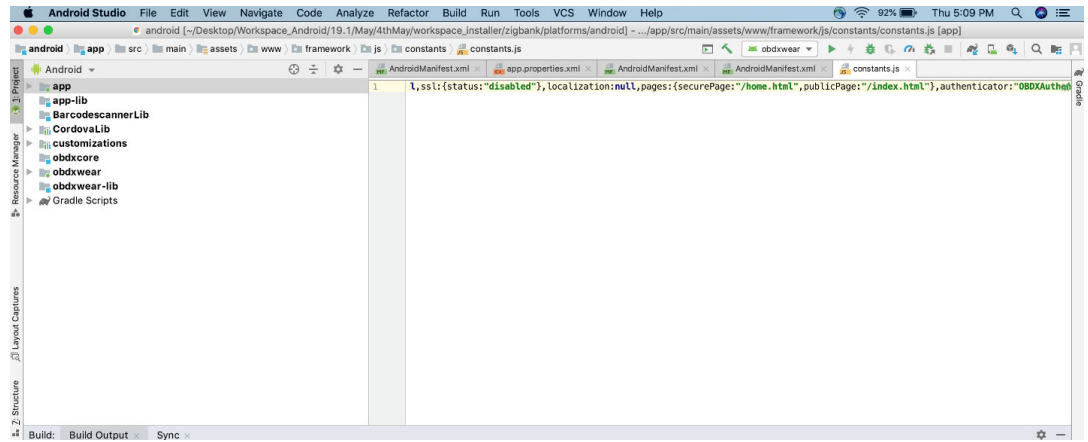 Android Studio File Edit View Navigate Code Analyze Refactor Build Run Tools VCS Window Help 92% Thu 5:09 PM
android [~/Desktop/Workspace_Android/19.1/May/4thMay/workspace_installer/zigbank/platforms/android] - .../app/src/main/assets/www/framework/js/constants/constants.js [app]
android app src main assets www framework js constants constants.js obdxwear
Android AndroidManifest.xml app.properties.xml AndroidManifest.xml AndroidManifest.xml constants.js
1 l,ssl:{status:"disabled"},localization:null,pages:{securePage:"/home.html",publicPage:"/index.html"},authenticator:"OBDXAuthen
app
app-lib
BarcodescannerLib
CordovaLib
customizations
obdxcore
obdxwear
obdxwear-lib
Gradle Scripts
1: Project
Resource Manager
Layout Captures
Z: Structure
Gradle
Build: Build Output Sync